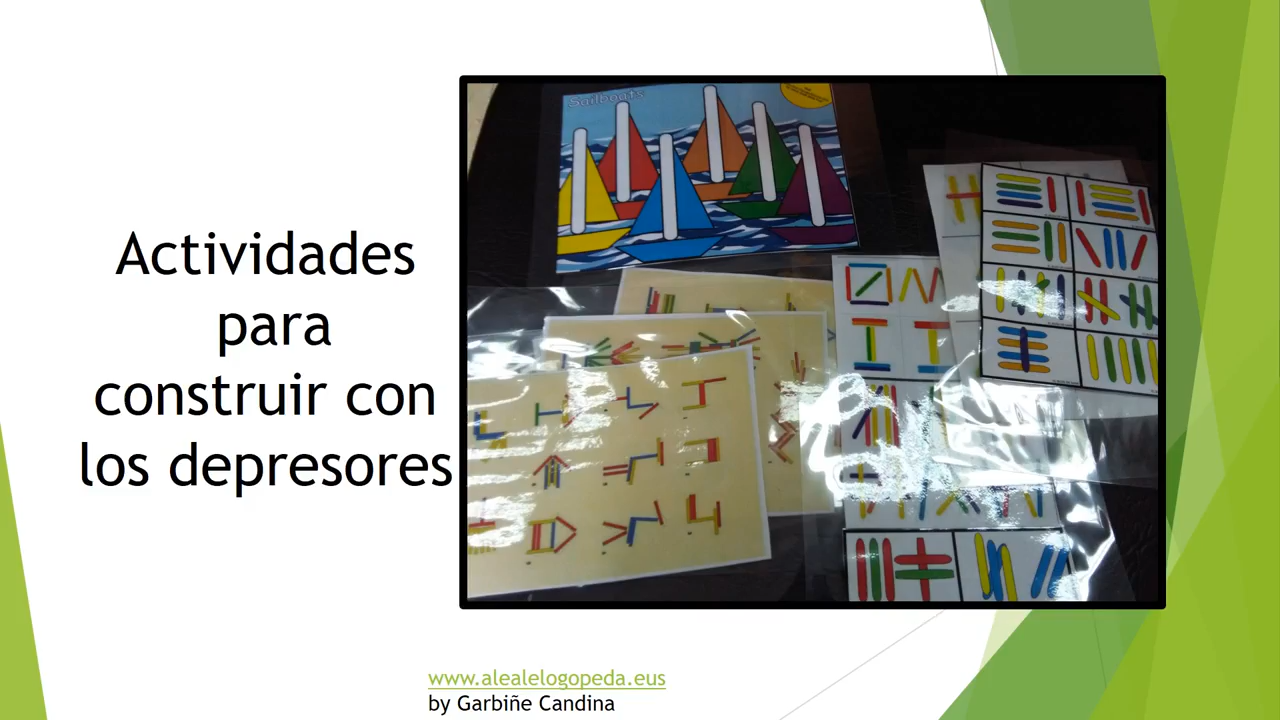 Actividades
para
construir con
los depresores
Sailboats
www.alealelogopeda.eus
by Garbiñe Candina